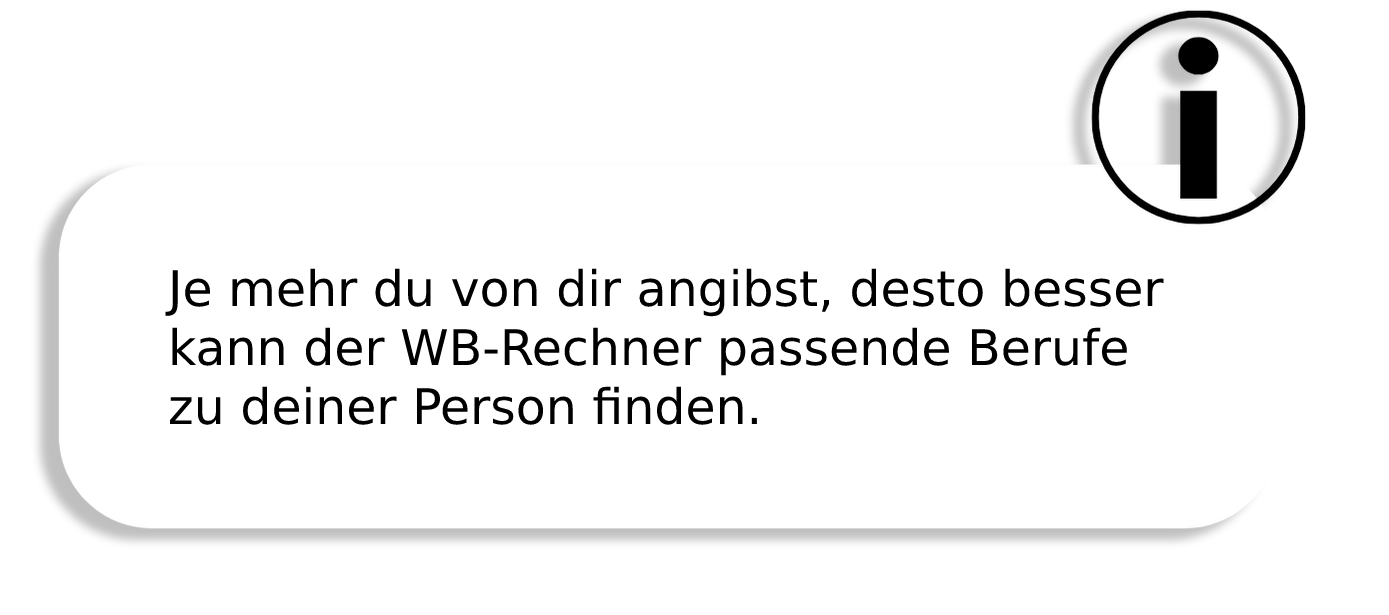 Je mehr du von dir angibst, desto besser
kann der WB-Rechner passende Berufe
zu deiner Person finden.